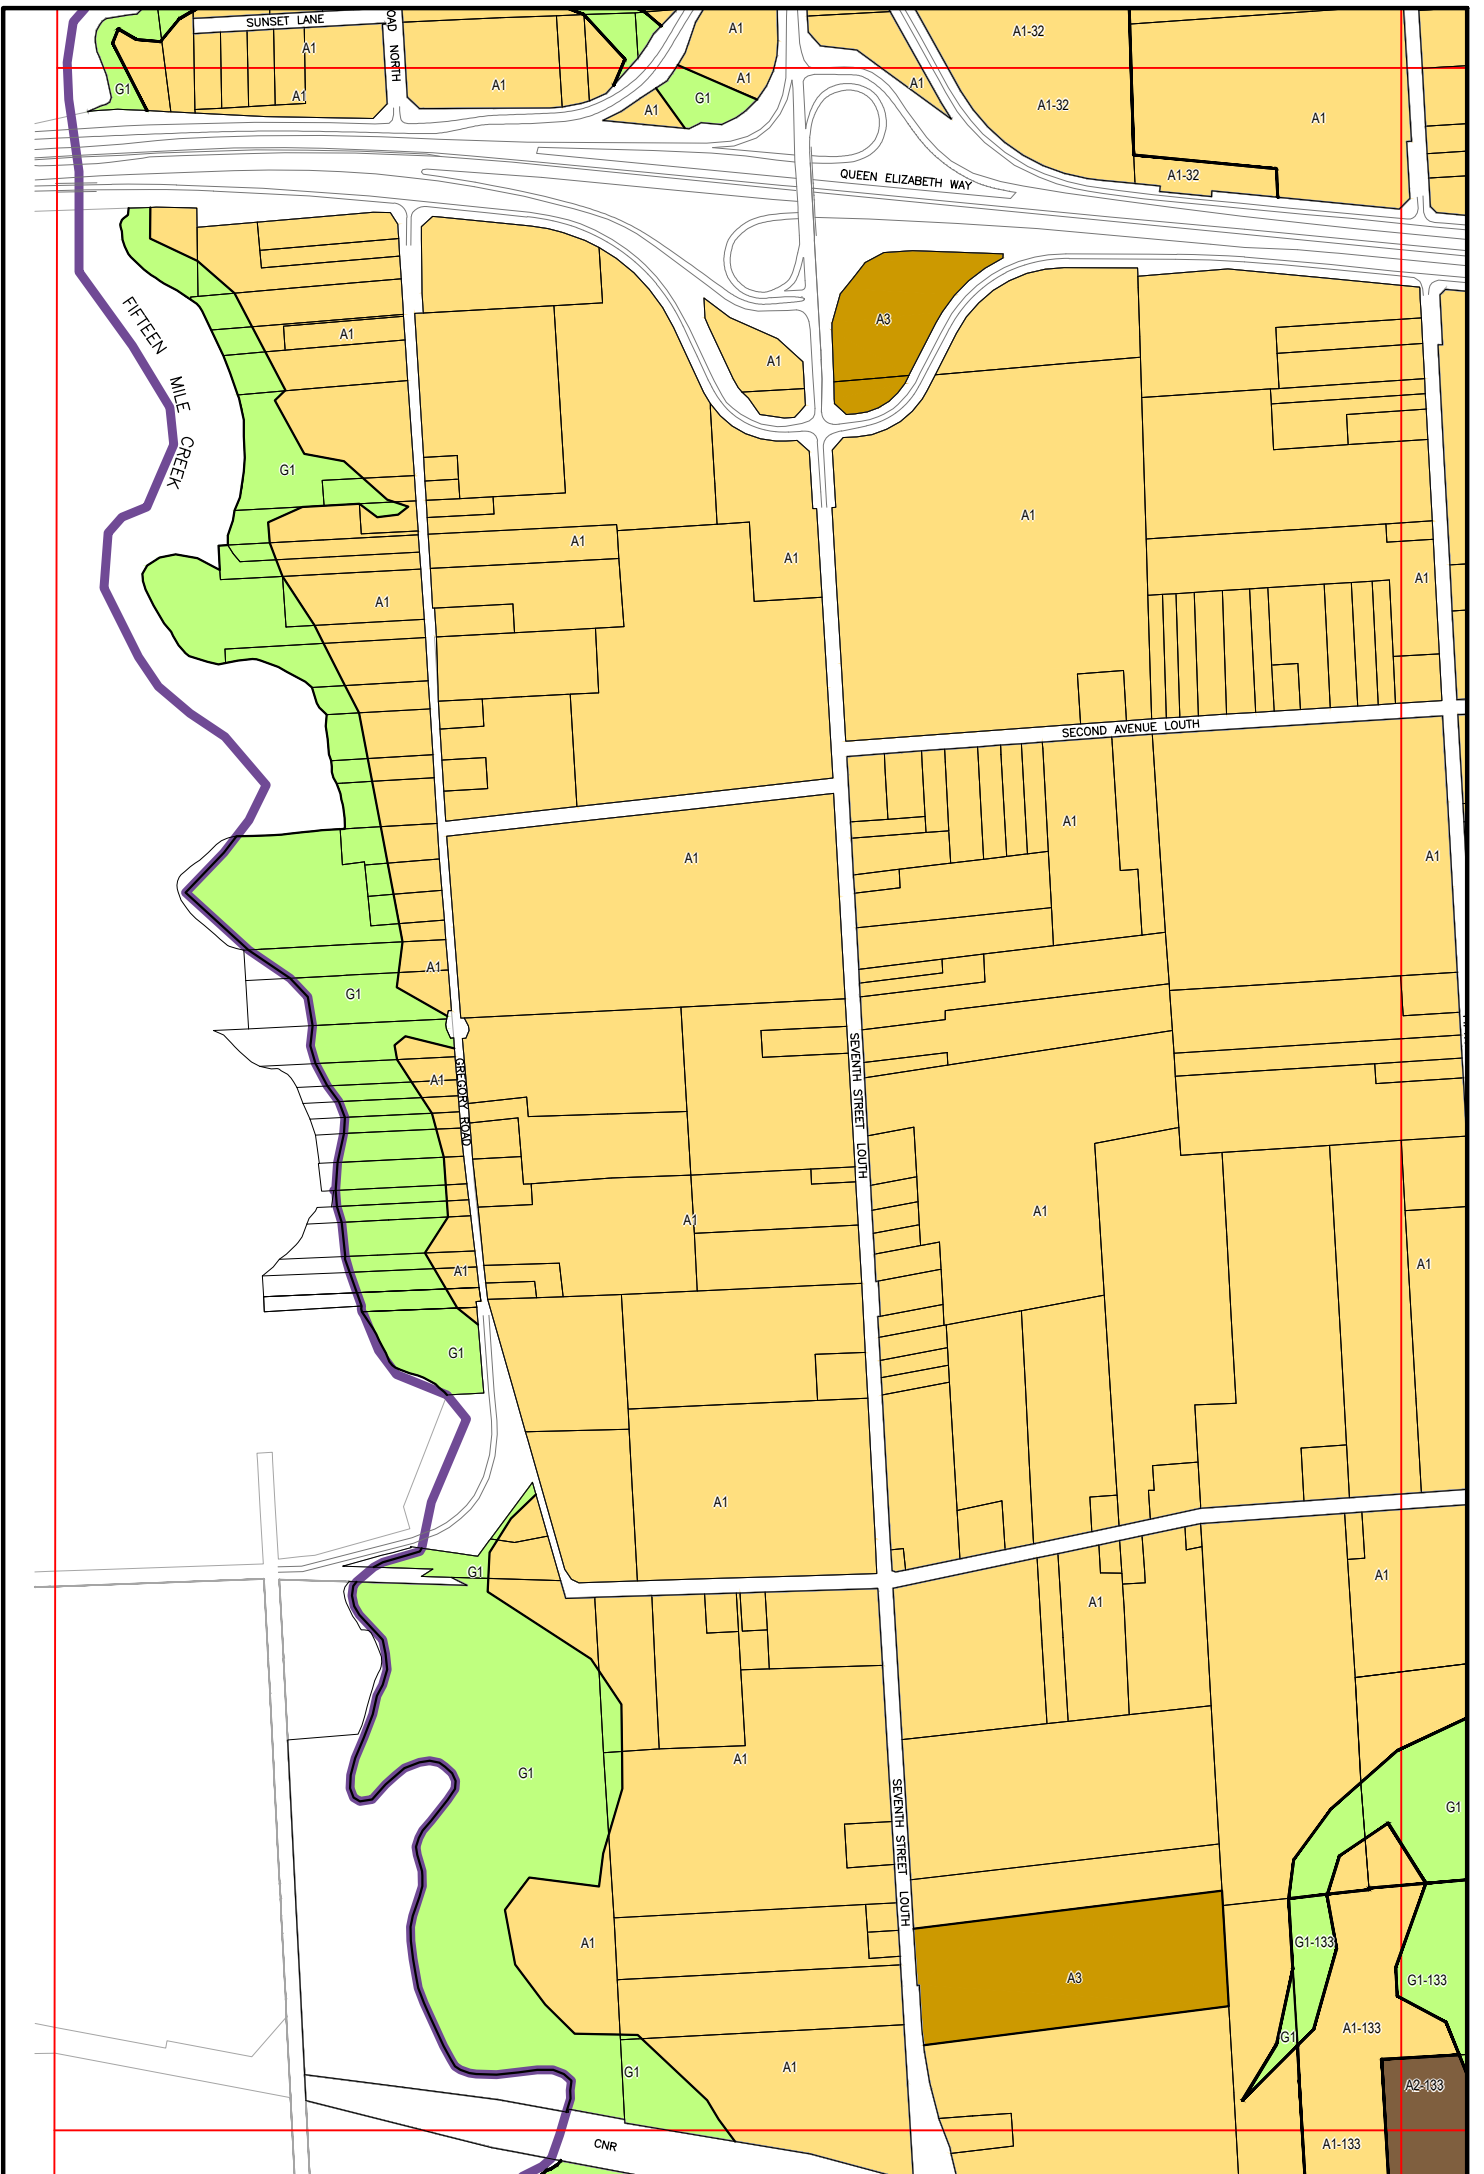 SUNSET LANE
OAD NORTH
A1
A1-32
A1
A1
A1
A1
G1
A1
G1
A1
A1-32
A1
A1-32
QUEEN ELIZABETH WAY
FIFTEEN MILE CREEK
A3
A1
A1
G1
A1
A1
A1
A1
A1
SECOND AVENUE LOUTH
A1
A1
A1
A1
G1
SEVENTH STREET LOUTH
GREGORY ROAD
A1
A1
A1
A1
A1
G1
A1
G1
A1
A1
A1
G1
G1
SEVENTH STREET LOUTH
A1
G1-133
A3
G1-133
A1-133
G1
A1
G1
A2-133
CNR
A1-133